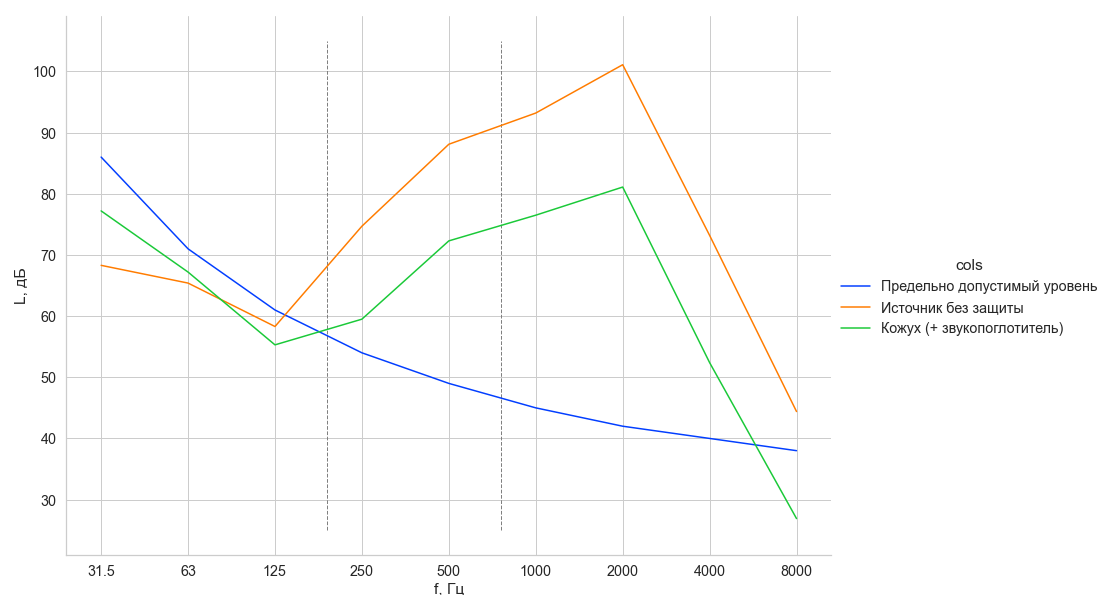 100
90
80
70
60
50
40
30
L, дБ
31.5 63 125 250 500 1000 2000 4000 8000
f, Гц
cols
Предельно допустимый уровень
Источник без защиты
Кожух (+ звукопоглотитель)